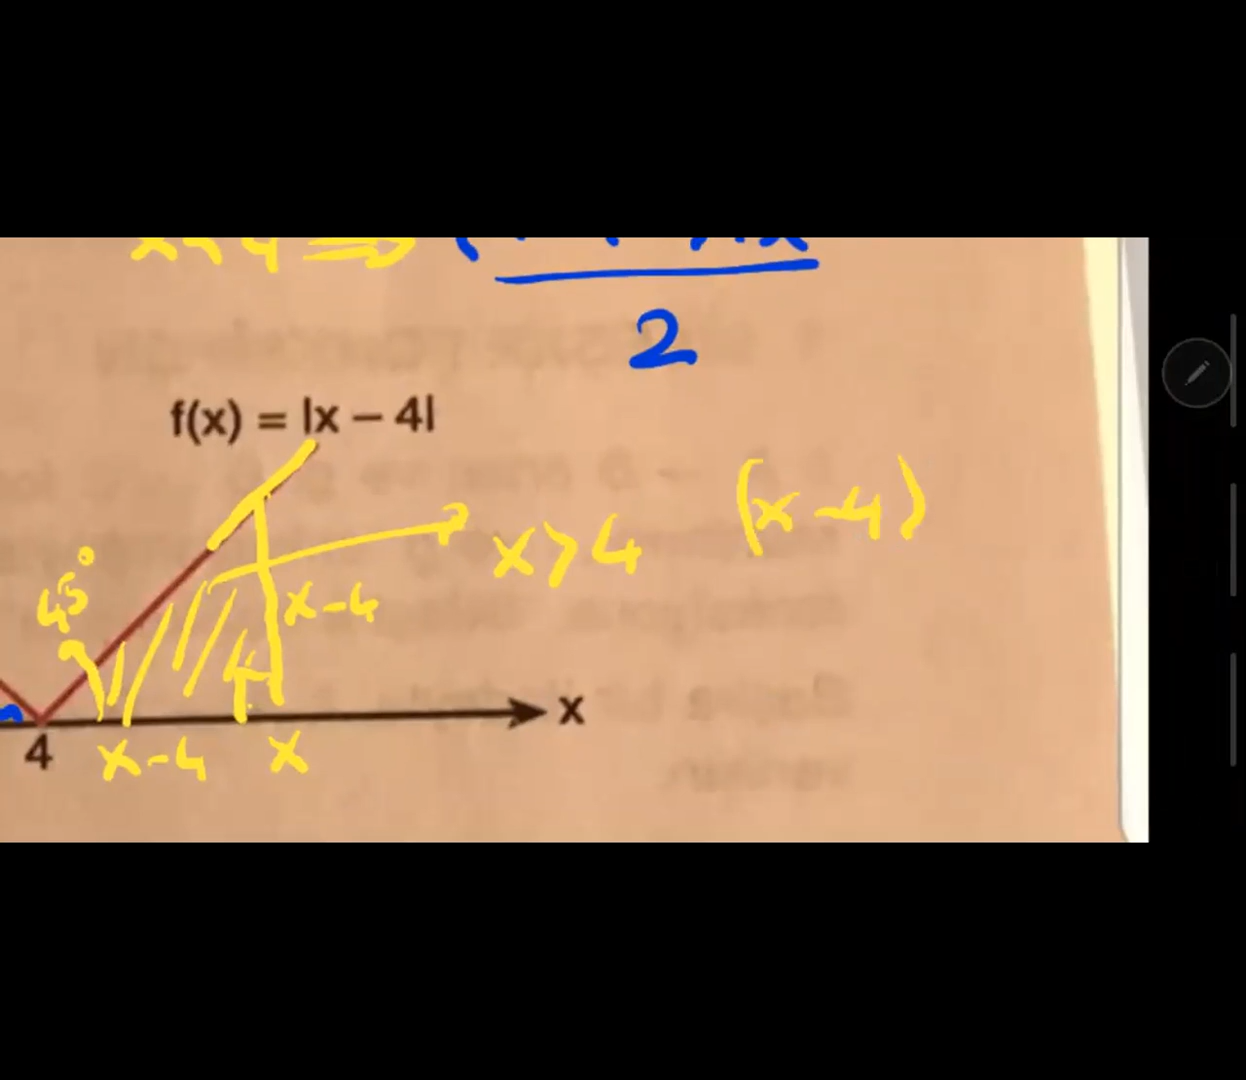 2
f(x) = |x – 4|
(x-4)
x>4
45°
x-4
x
4
x-4
x